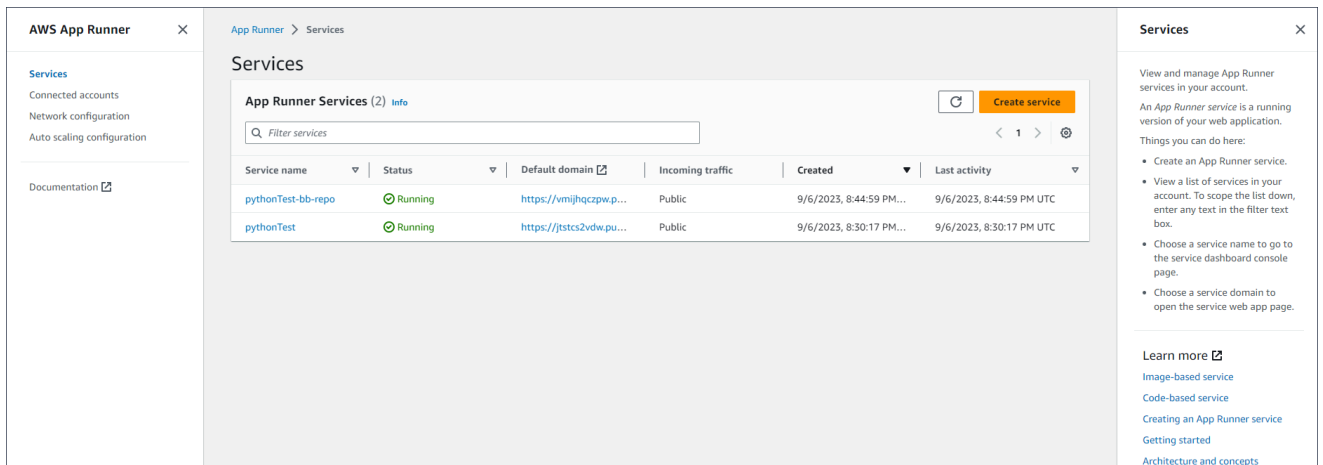 AWS App Runner
Services
Connected accounts
Network configuration
Auto scaling configuration
Documentation
App Runner > Services
Services
App Runner Services (2) Info
Create service
Filter services
< 1 >
Service name Status Default domain Incoming traffic Created Last activity
pythonTest-bb-repo Running https://vmijhqczpw.p... Public 9/6/2023, 8:44:59 PM... 9/6/2023, 8:44:59 PM UTC
pythonTest Running https://jtstcs2vdw.pu... Public 9/6/2023, 8:30:17 PM... 9/6/2023, 8:30:17 PM UTC
Services
View and manage App Runner
services in your account.
An App Runner service is a running
version of your web application.
Things you can do here:
• Create an App Runner service.
• View a list of services in your
account. To scope the list down,
enter any text in the filter text
box.
• Choose a service name to go to
the service dashboard console
page.
• Choose a service domain to
open the service web app page.
Learn more
Image-based service
Code-based service
Creating an App Runner service
Getting started
Architecture and concepts